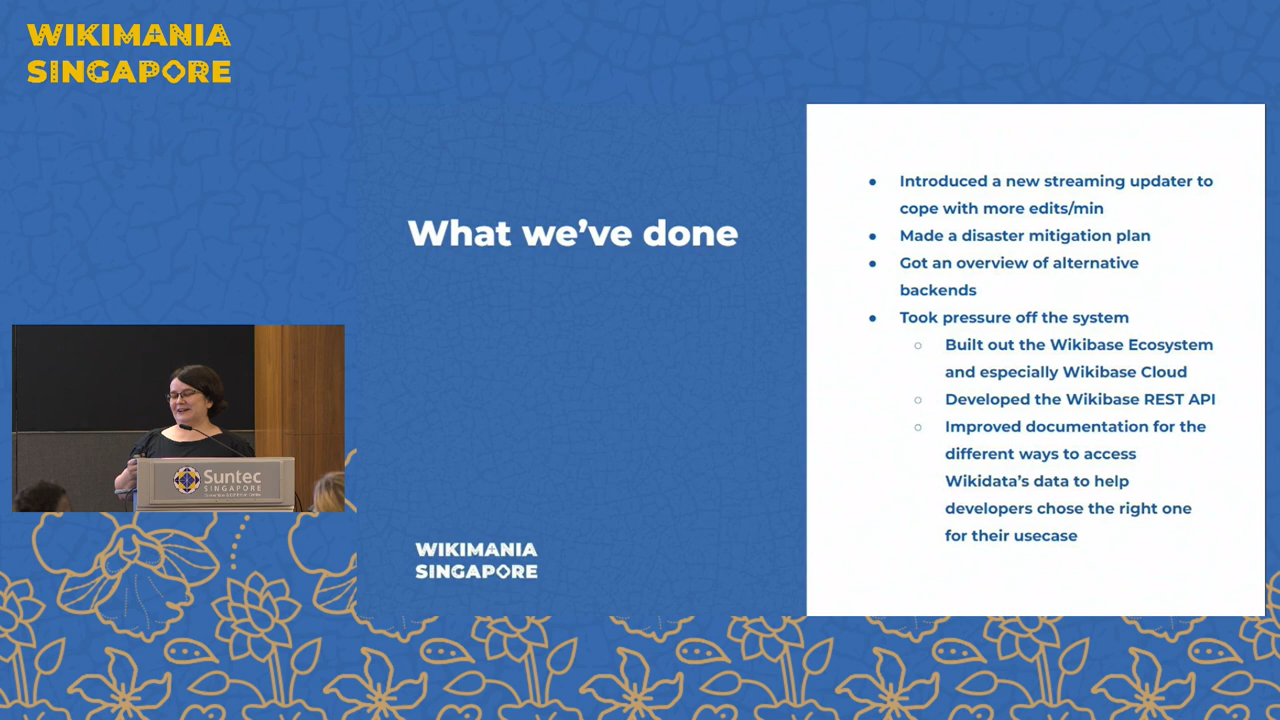 WIKIMANIA
SINGAPORE
What we've done
● Introduced a new streaming updater to
cope with more edits/min
● Made a disaster mitigation plan
● Got an overview of alternative
backends
● Took pressure off the system
○ Built out the Wikibase Ecosystem
and especially Wikibase Cloud
○ Developed the Wikibase REST API
○ Improved documentation for the
different ways to access
Wikidata's data to help
developers chose the right one
for their usecase
Suntec
SINGAPORE
WIKIMANIA
SINGAPORE